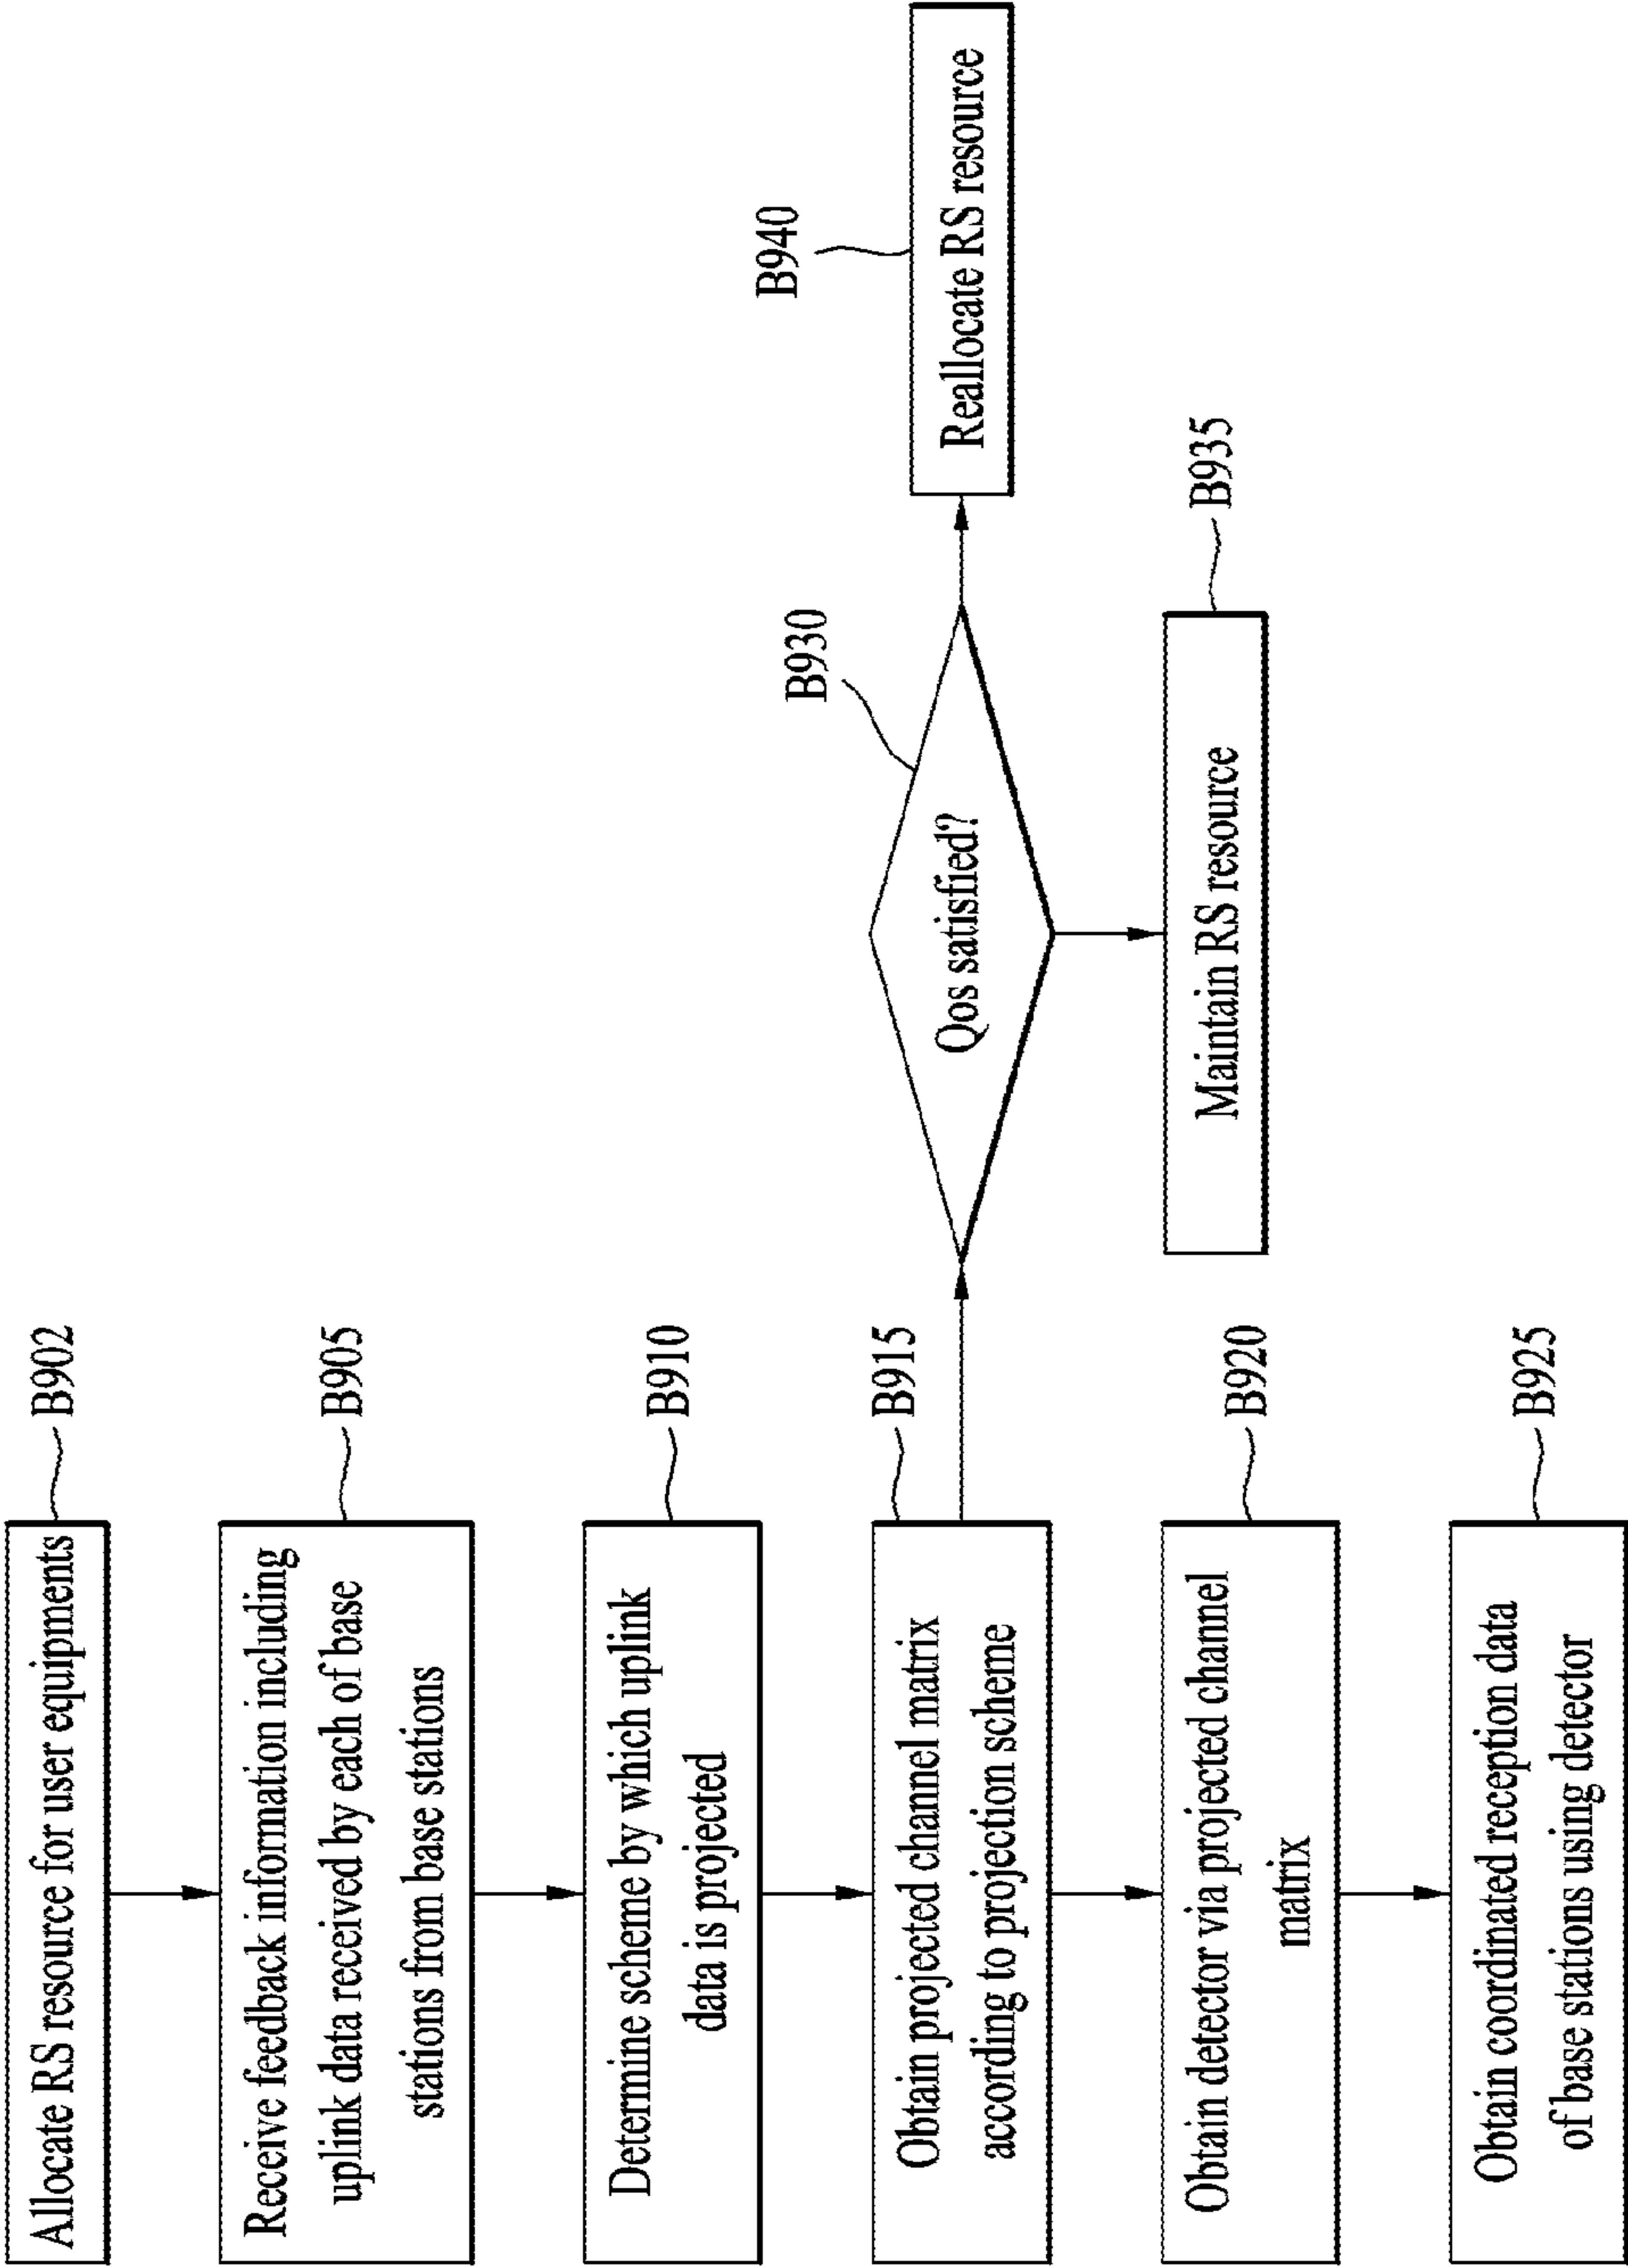 Allocate RS resource for user equipments
B902
Receive feedback information including
uplink data received by each of base
stations from base stations
B905
Determine scheme by which uplink
data is projected
B910
Obtain projected channel matrix
according to projection scheme
B915
Obtain detector via projected channel
matrix
B920
Obtain coordinated reception data
of base stations using detector
B925
Qos satisfied?
B930
Maintain RS resource
B935
Reallocate RS resource
B940